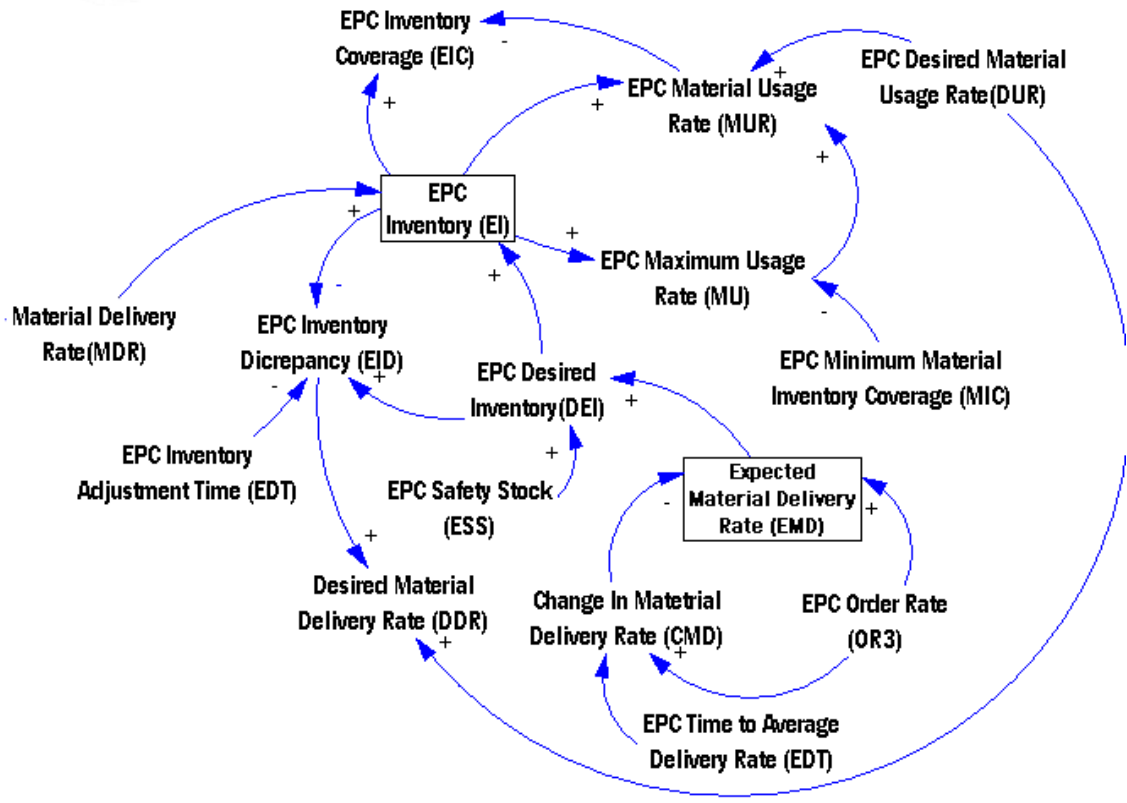 EPC Inventory
Coverage (EIC)
-
+
EPC Material Usage
Rate (MUR)
+
+
EPC Desired Material
Usage Rate(DUR)
+
EPC
Inventory (EI)
+
+
+
-
EPC Maximum Usage
Rate (MU)
-
Material Delivery
Rate(MDR)
EPC Inventory
Dicrepancy (EID)
-
+
EPC Desired
Inventory(DEI)
+
EPC Minimum Material
Inventory Coverage (MIC)
EPC Inventory
Adjustment Time (EDT)
EPC Safety Stock
(ESS)
+
Expected
Material Delivery
Rate (EMD)
-
+
+
Desired Material
Delivery Rate (DDR)
+
Change In Matetrial
Delivery Rate (CMD)
+
EPC Order Rate
(OR3)
EPC Time to Average
Delivery Rate (EDT)